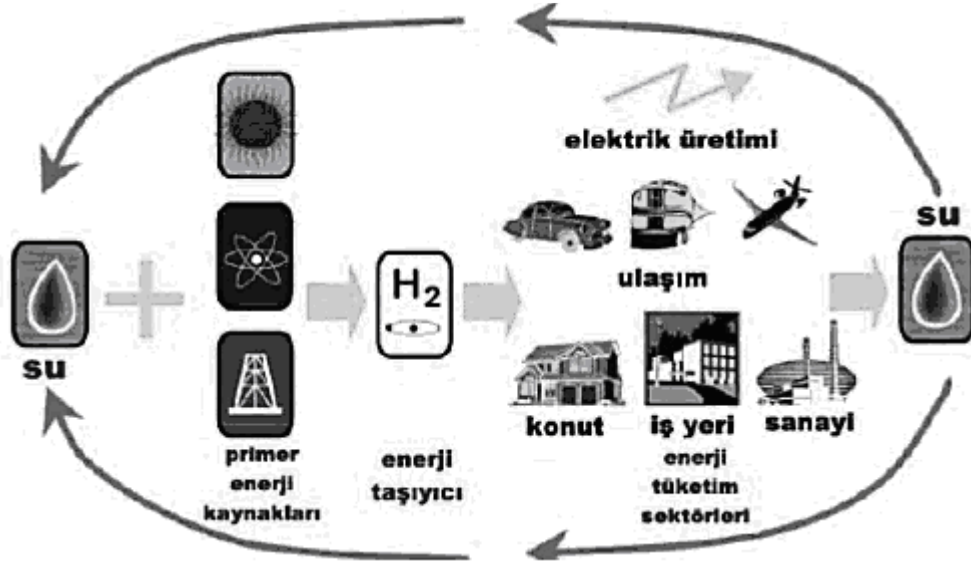 elektrik üretimi
su
ulaşım
H2
su
konut
iş yeri
sanayi
primer
enerji
kaynakları
enerji
taşıyıcı
enerji
tüketim
sektörleri